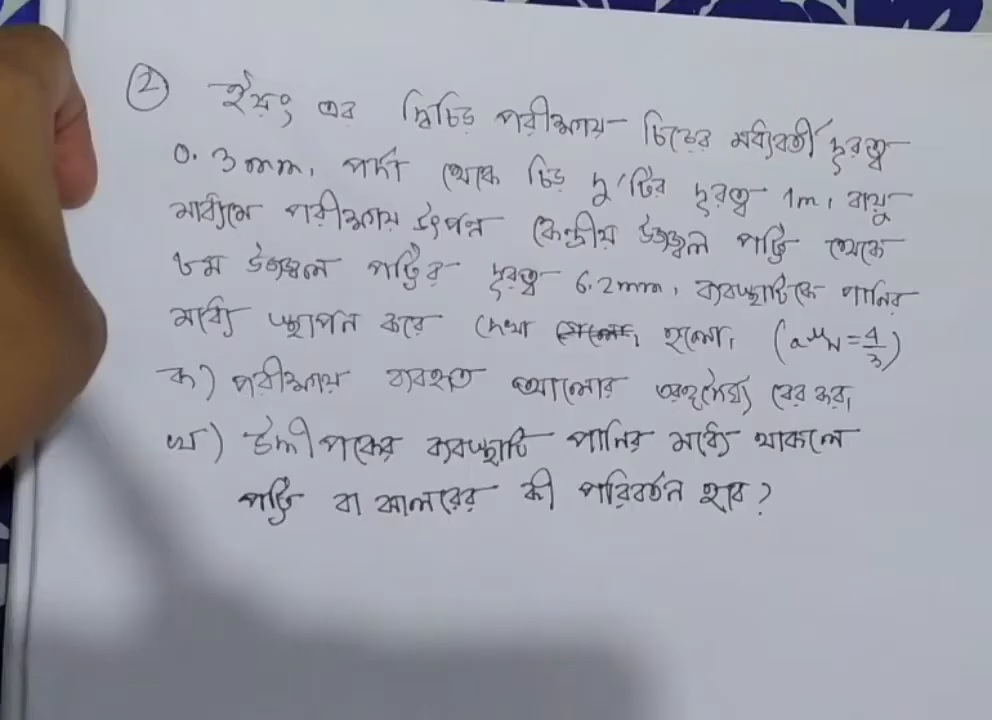 ② ইয়ং এর দ্বিচিড় পরীক্ষায় চিড়ের মধ্যবর্তী দূরত্ব
0.3mm, পর্দা থেকে চিড় দু'টির দূরত্ব 1m, বায়ু
মাধ্যমে পরীক্ষায় উৎপন্ন কেন্দ্রীয় উজ্জ্বল পট্টি থেকে
৩ম উজ্জ্বল পট্টির দূরত্ব 6.2mm, ব্যবস্থাটিকে পানির
মধ্যে স্থাপন করে দেখা হলো, (aμw = 4/3)
ক) পরীক্ষায় ব্যবহৃত আলোর তরঙ্গদৈর্ঘ্য বের কর,
খ) উদ্দীপকের ব্যবস্থাটি পানির মধ্যে থাকলে
পট্টি বা ঝালরের কী পরিবর্তন হবে?